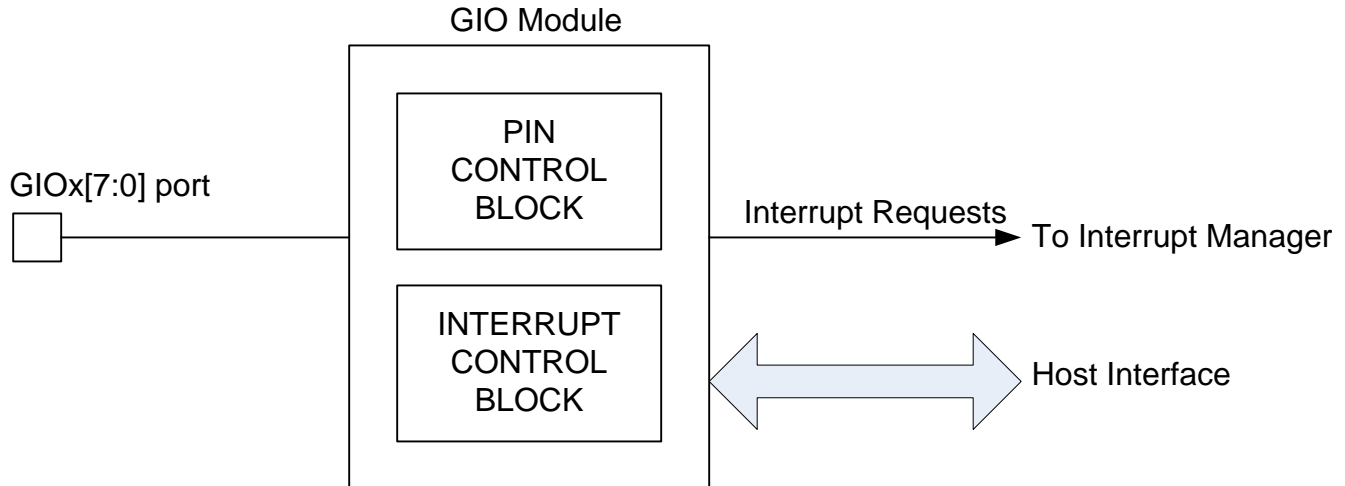 GIO Module
PIN
CONTROL
BLOCK
GIOx[7:0] port
Interrupt Requests
To Interrupt Manager
INTERRUPT
CONTROL
BLOCK
Host Interface